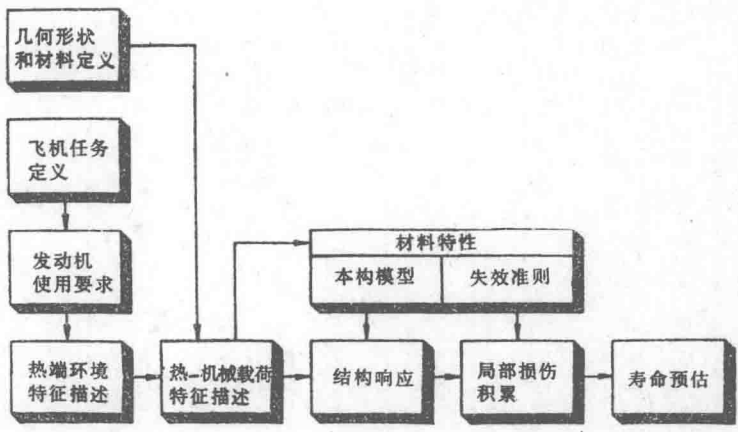 几何形状
和材料定义
飞机任务
定义
发动机
使用要求
材料特性
本构模型
失效准则
热端环境
特征描述
热-机械载荷
特征描述
结构响应
局部损伤
积累
寿命预估